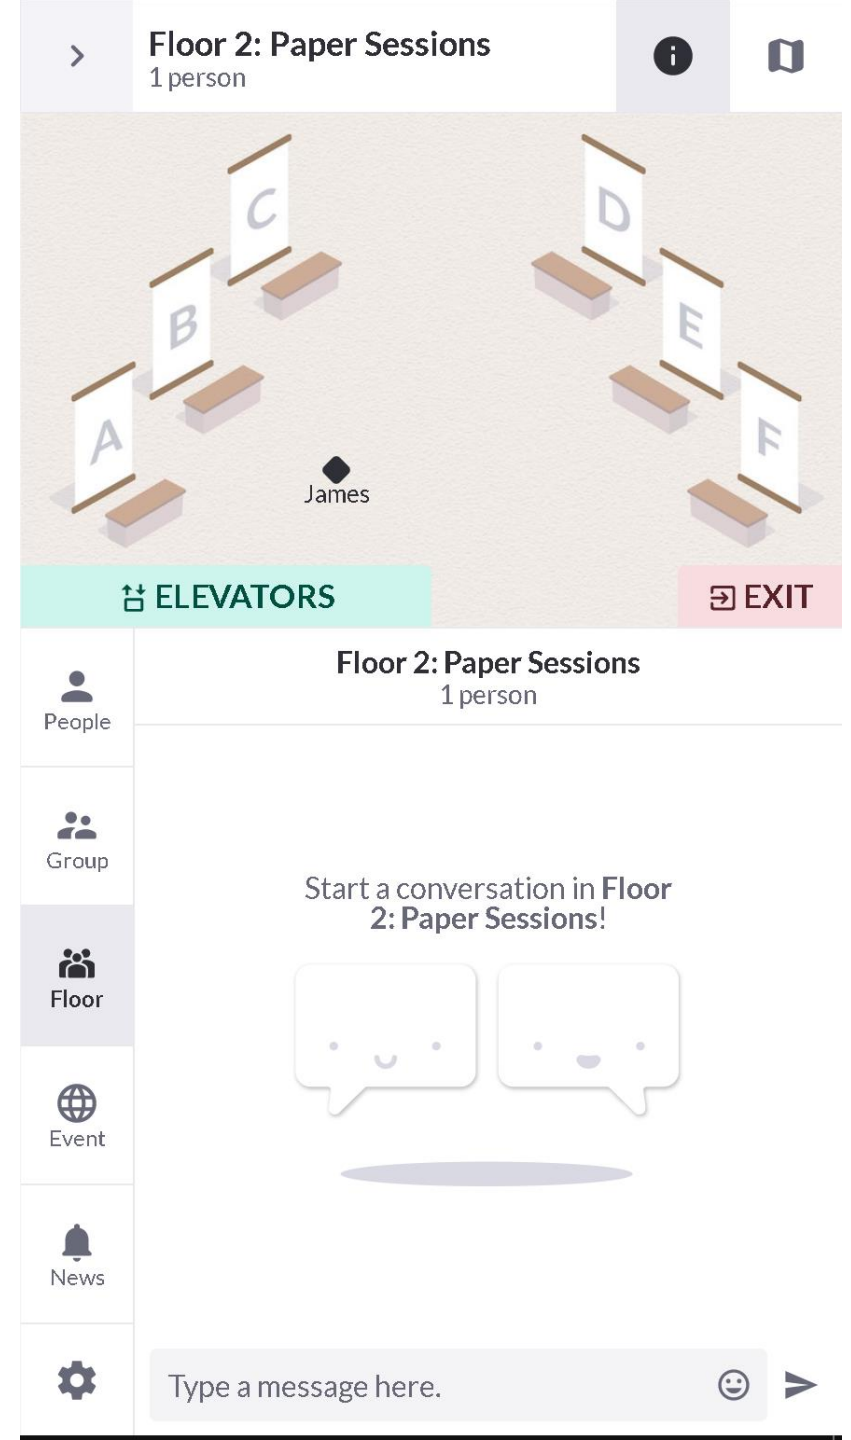 Floor 2: Paper Sessions
1 person
C
D
B
E
A
F
James
ELEVATORS
EXIT
Floor 2: Paper Sessions
1 person
People
Group
Start a conversation in Floor
2: Paper Sessions!
Floor
Event
News
Type a message here.